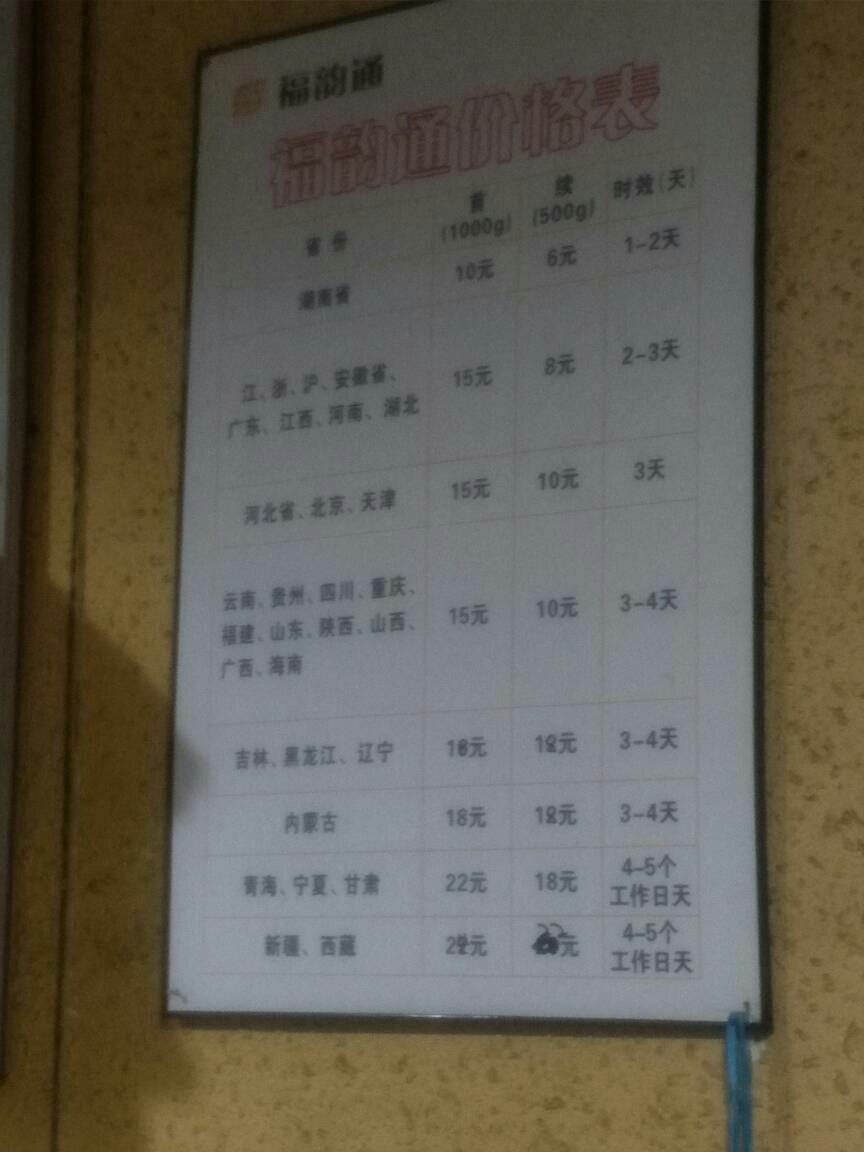 福韵通
福韵通价格表
省份 首(1000g) 续(500g) 时效(天)
湖南省 10元 6元 1-2天
江、浙、沪、安徽省、
广东、江西、河南、湖北 15元 8元 2-3天
河北省、北京、天津 15元 10元 3天
云南、贵州、四川、重庆、
福建、山东、陕西、山西、
广西、海南 15元 10元 3-4天
吉林、黑龙江、辽宁 18元 元 3-4天
内蒙古 18元 元 3-4天
青海、宁夏、甘肃 22元 18元 4-5个
工作日天
新疆、西藏 元 元 4-5个
工作日天